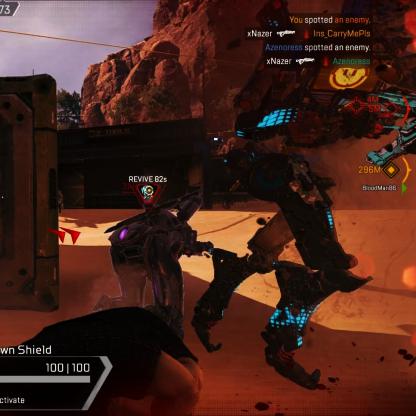 73
You spotted an enemy.
xNazer Ins_CarryMePls
Azenoress spotted an enemy.
xNazer Azenoress
REVIVE 82s
296M
BloodMan86
wn Shield
100|100
ctivate